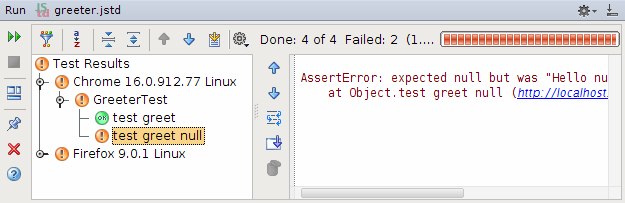 Run greeter.jstd
Done: 4 of 4 Failed: 2 (1....
Test Results
Chrome 16.0.912.77 Linux
GreeterTest
OK test greet
test greet null
Firefox 9.0.1 Linux
AssertError: expected null but was "Hello nu
at Object.test greet null (http://localhost.